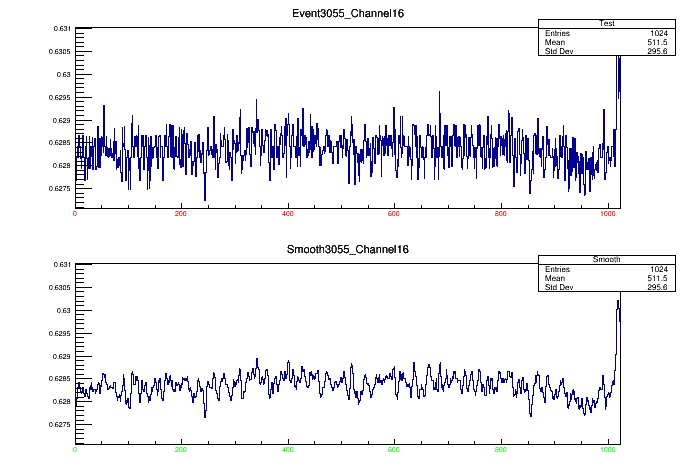 Event3055_Channel16
Test
Entries 1024
Mean 511.5
Std Dev 295.6
0.631
0.6305
0.63
0.6295
0.629
0.6285
0.628
0.6275
0 200 400 600 800 1000
Smooth3055_Channel16
Smooth
Entries 1024
Mean 511.5
Std Dev 295.6
0.631
0.6305
0.63
0.6295
0.629
0.6285
0.628
0.6275
0 200 400 600 800 1000